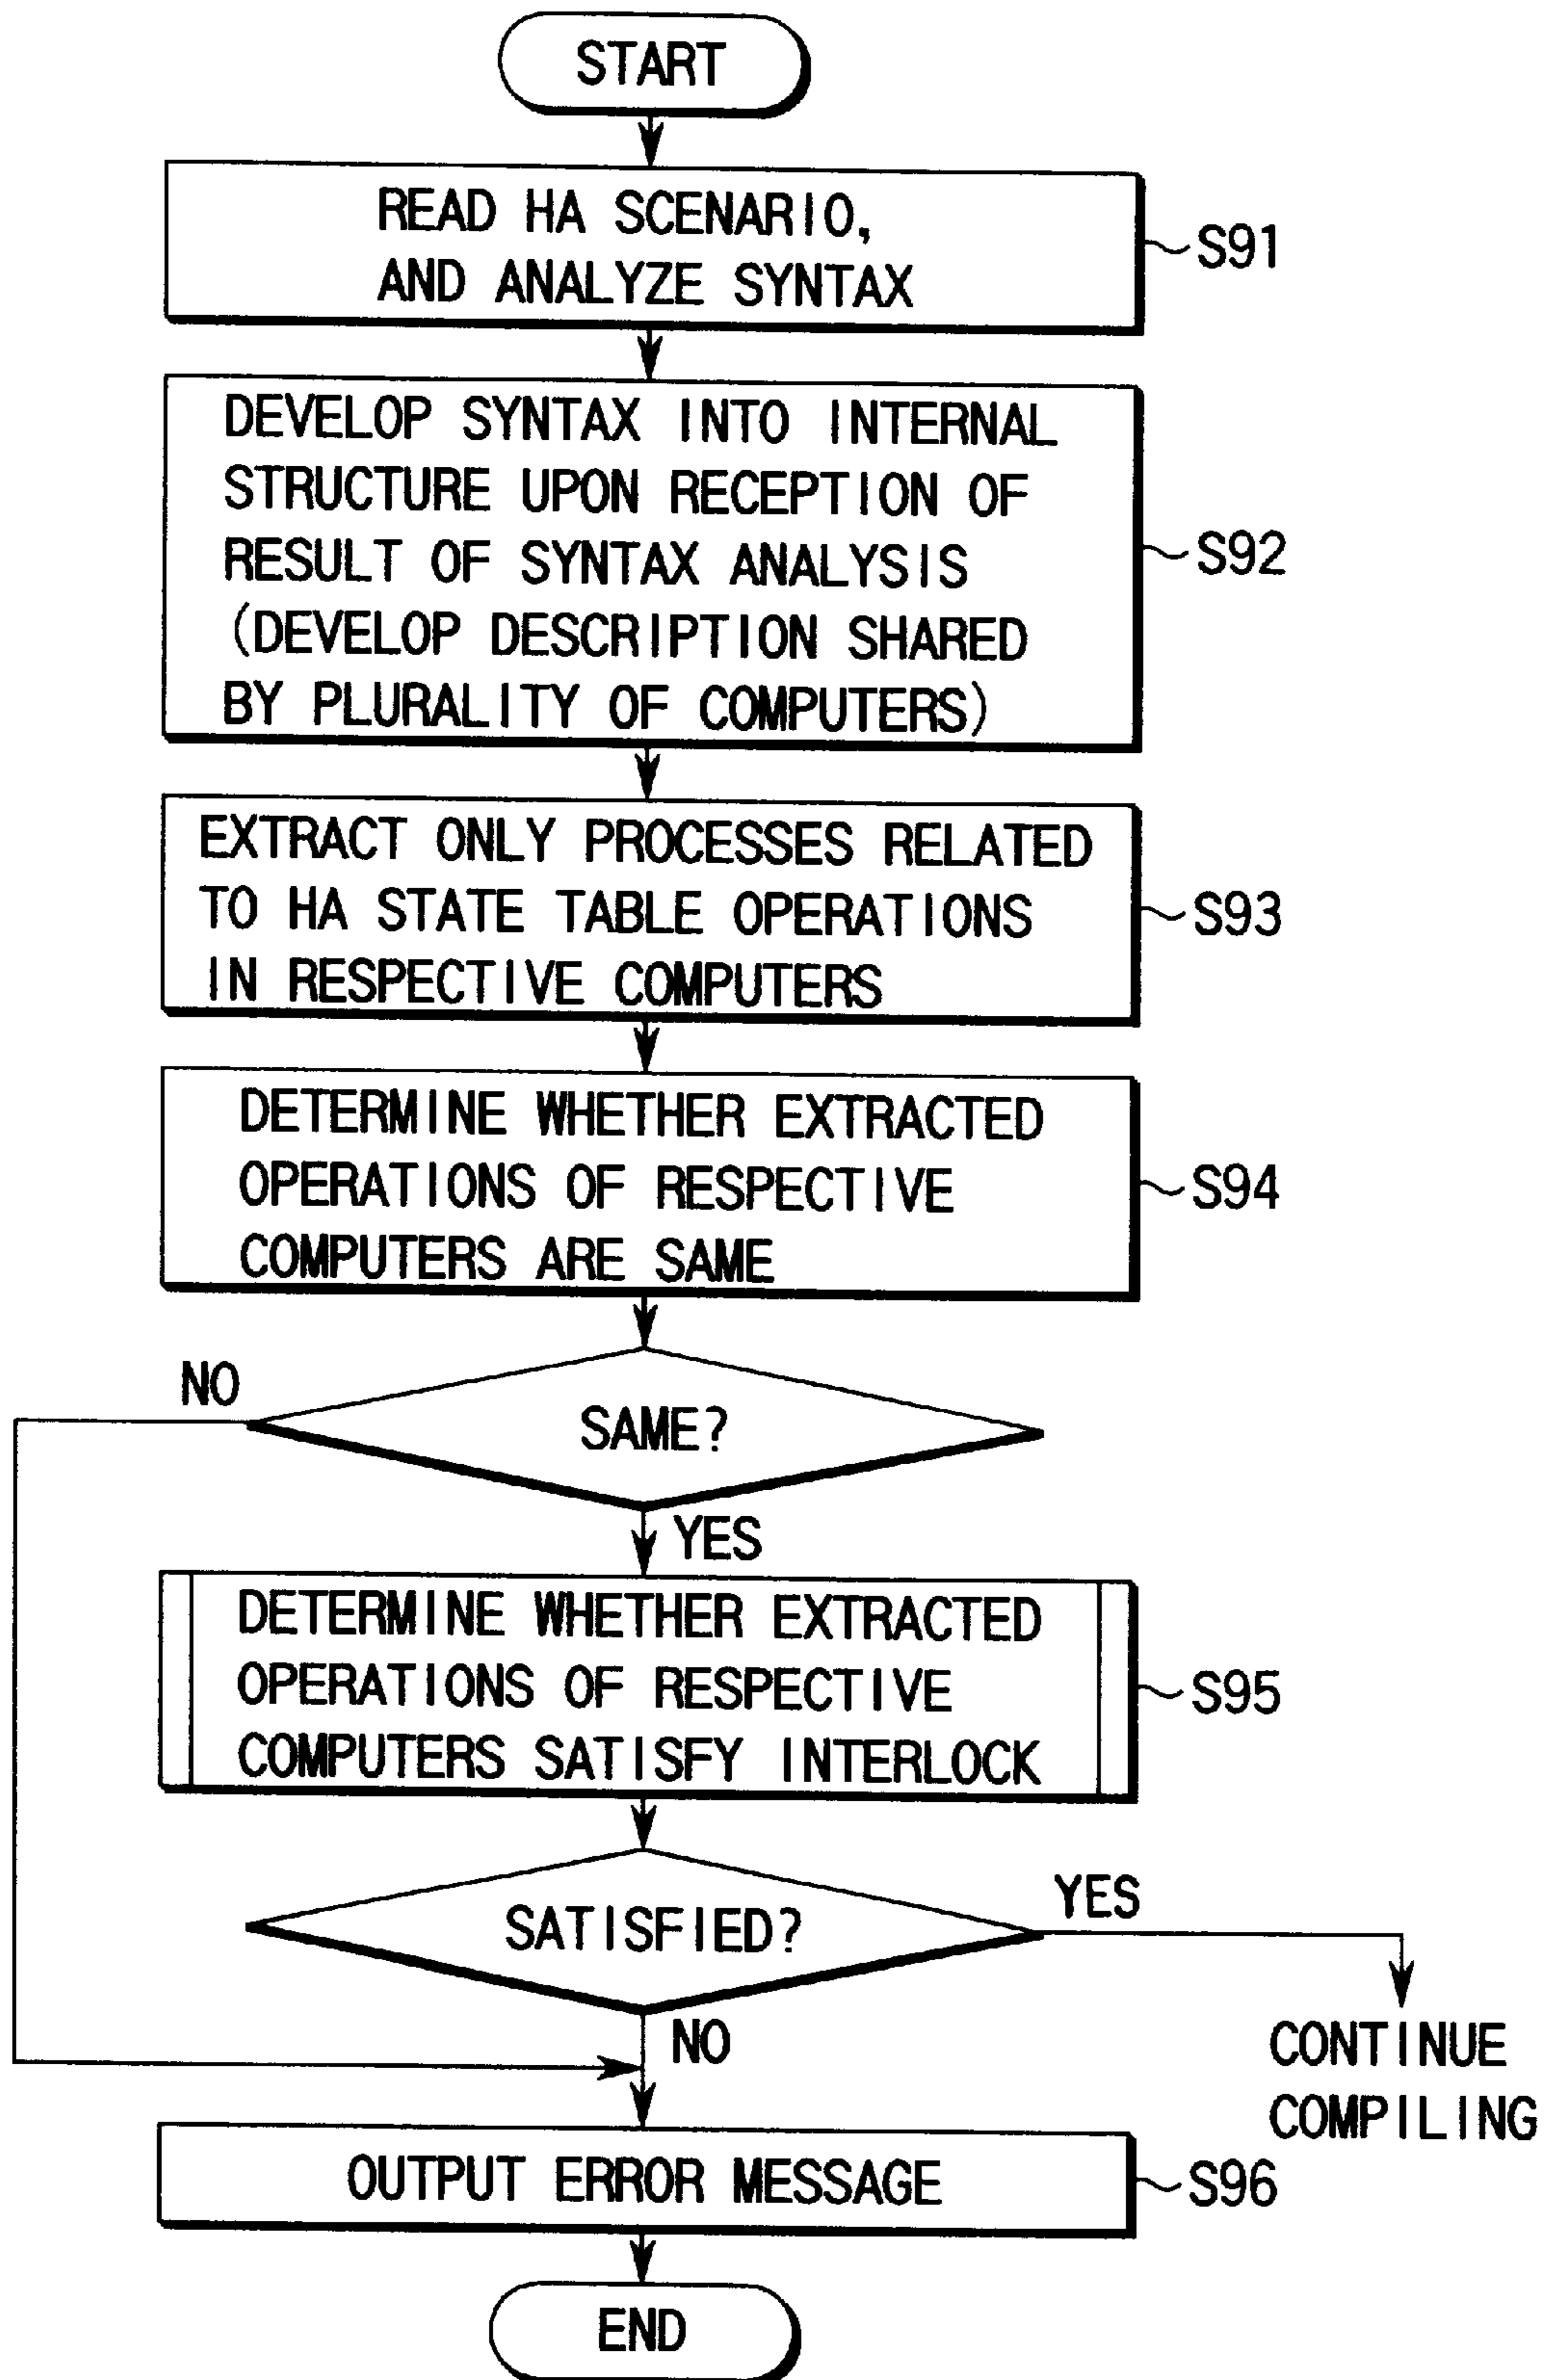 START
READ HA SCENARIO,
AND ANALYZE SYNTAX
S91
DEVELOP SYNTAX INTO INTERNAL
STRUCTURE UPON RECEPTION OF
RESULT OF SYNTAX ANALYSIS
(DEVELOP DESCRIPTION SHARED
BY PLURALITY OF COMPUTERS)
S92
EXTRACT ONLY PROCESSES RELATED
TO HA STATE TABLE OPERATIONS
IN RESPECTIVE COMPUTERS
S93
DETERMINE WHETHER EXTRACTED
OPERATIONS OF RESPECTIVE
COMPUTERS ARE SAME
S94
NO
SAME?
YES
DETERMINE WHETHER EXTRACTED
OPERATIONS OF RESPECTIVE
COMPUTERS SATISFY INTERLOCK
S95
SATISFIED?
YES
NO
CONTINUE
COMPILING
OUTPUT ERROR MESSAGE
S96
END